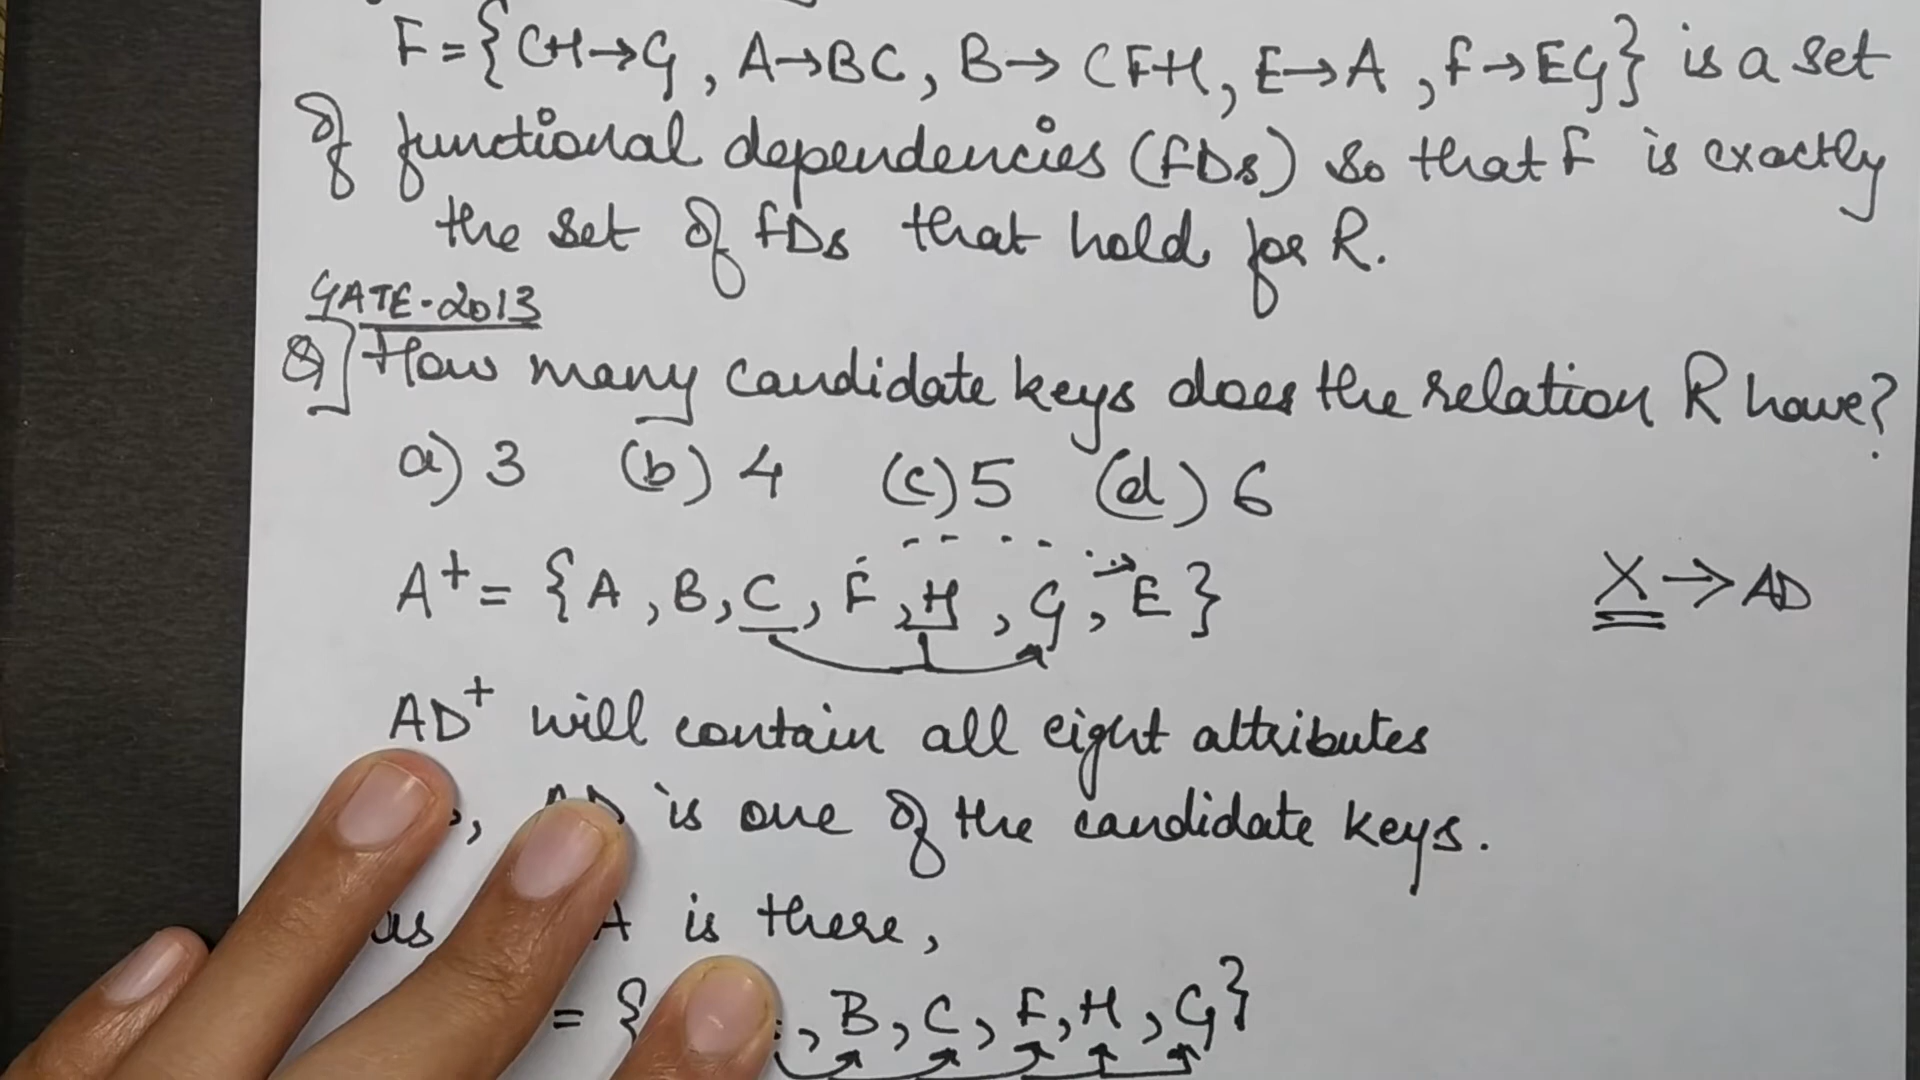 F={CH→G, A→BC, B→ CFH, E→A, F→EG} is a set
of functional dependencies (FDs) so that F is exactly
the set of FDs that hold for R.
GATE-2013
Q] How many candidate keys does the relation R have?
a) 3 (b) 4 (c) 5 (d) 6
A+ = {A, B, C, F, H, G, E}
X → AD
AD+ will contain all eight attributes
, AD is one of the candidate keys.
as A is there,
= { , B, C, F, H, G}